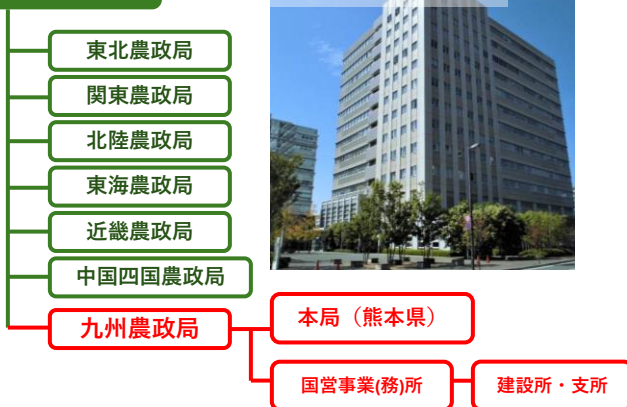 東北農政局
関東農政局
北陸農政局
東海農政局
近畿農政局
中国四国農政局
九州農政局
本局（熊本県）
国営事業(務)所
建設所・支所